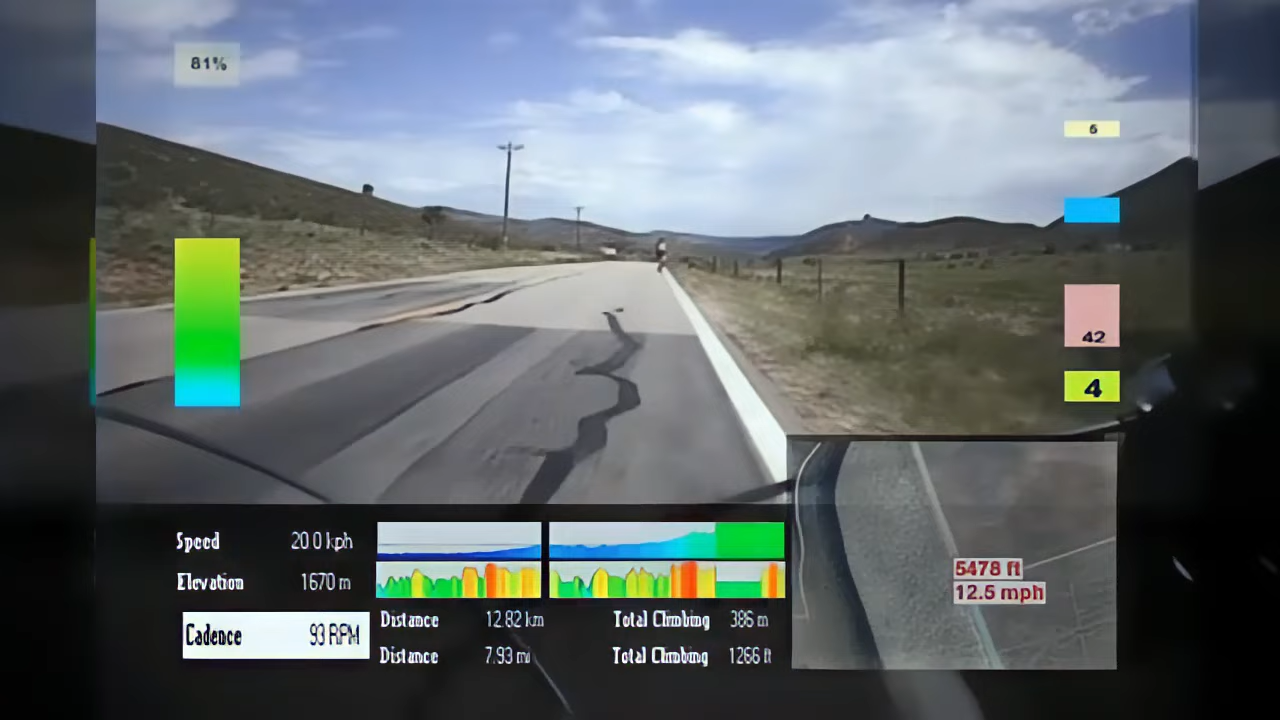 81%
6
42
4
Speed 20.0 kph
Elevation 1670 m
Cadence 93 RPM
Distance 12.82 km
Total Climbing 386 m
Distance 7.93 mi
Total Climbing 1266 ft
5478 ft
12.5 mph